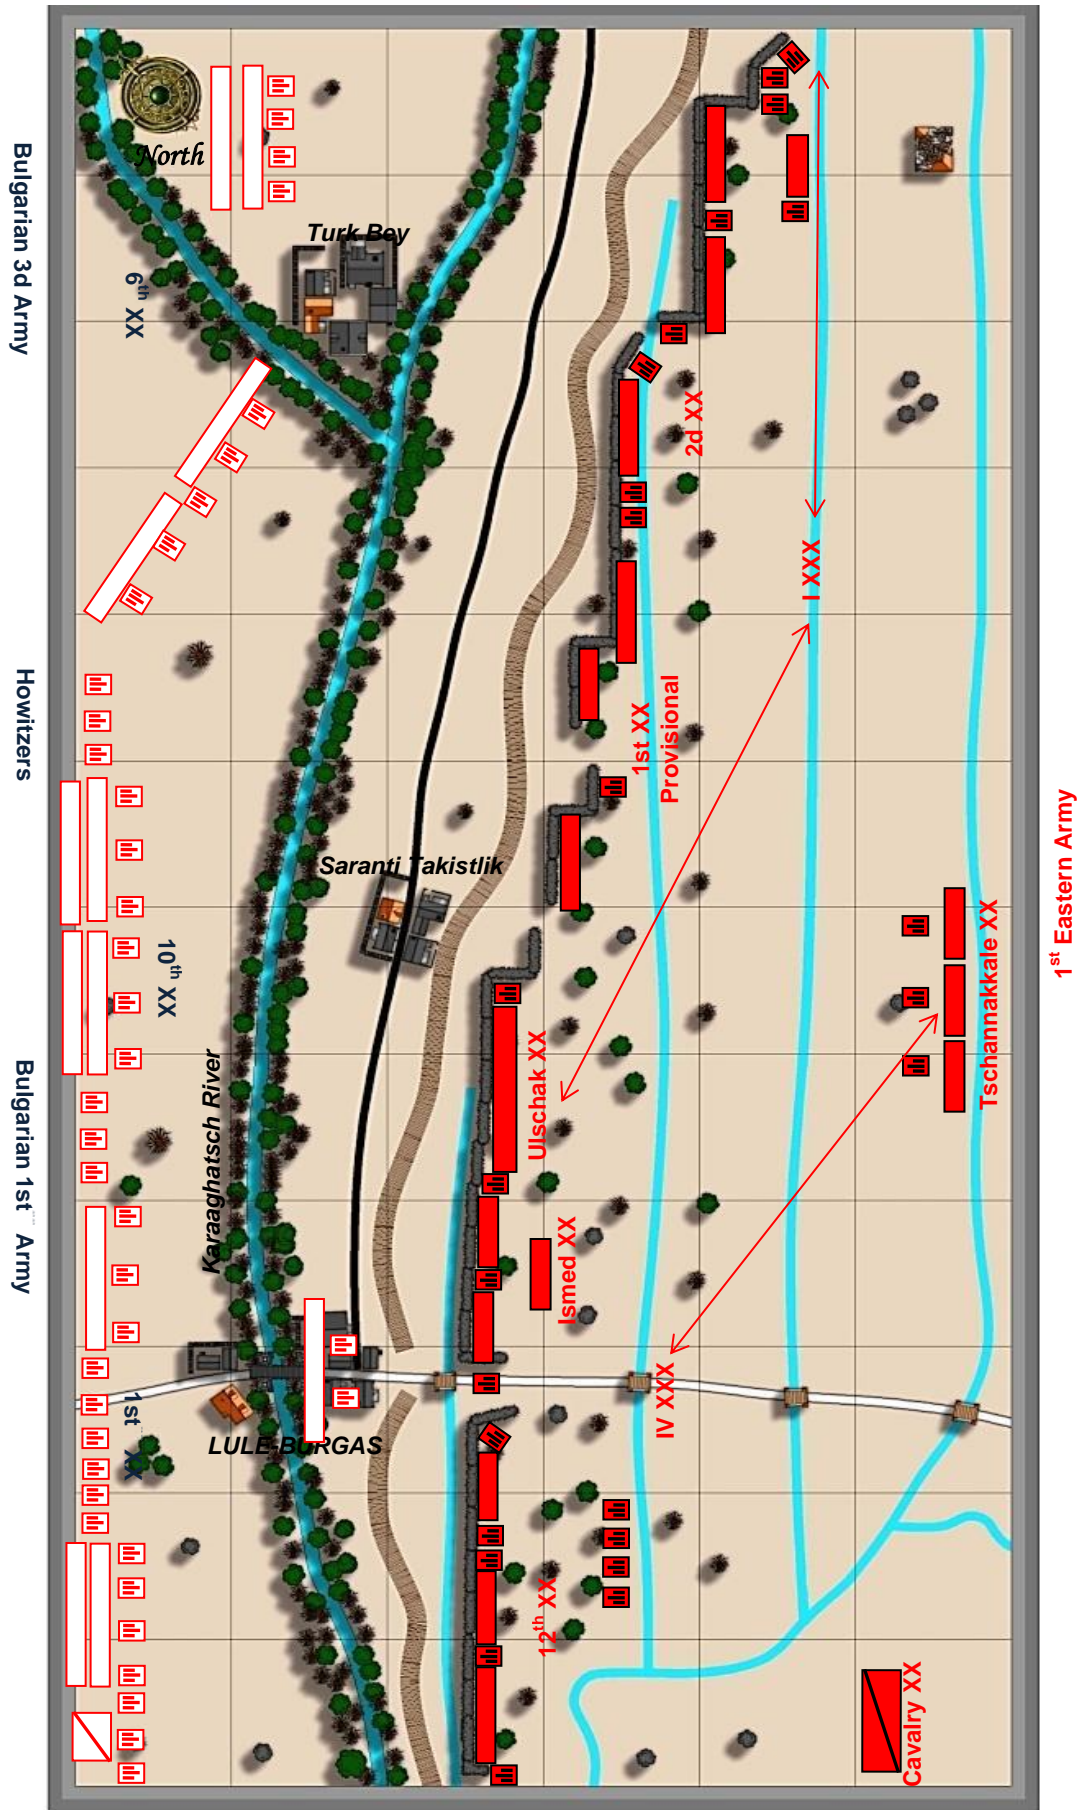 North
Turk Bey
Bulgarian 3d Army
6th XX
2d XX
I XXX
Howitzers
1st XX
Provisional
Saranti Takistlik
1st Eastern Army
Tschannakkale XX
10th XX
Karaaghatsch River
Ulschak XX
Bulgarian 1st Army
Ismed XX
IV XXX
1st XX
LULE-BURGAS
12th XX
Cavalry XX